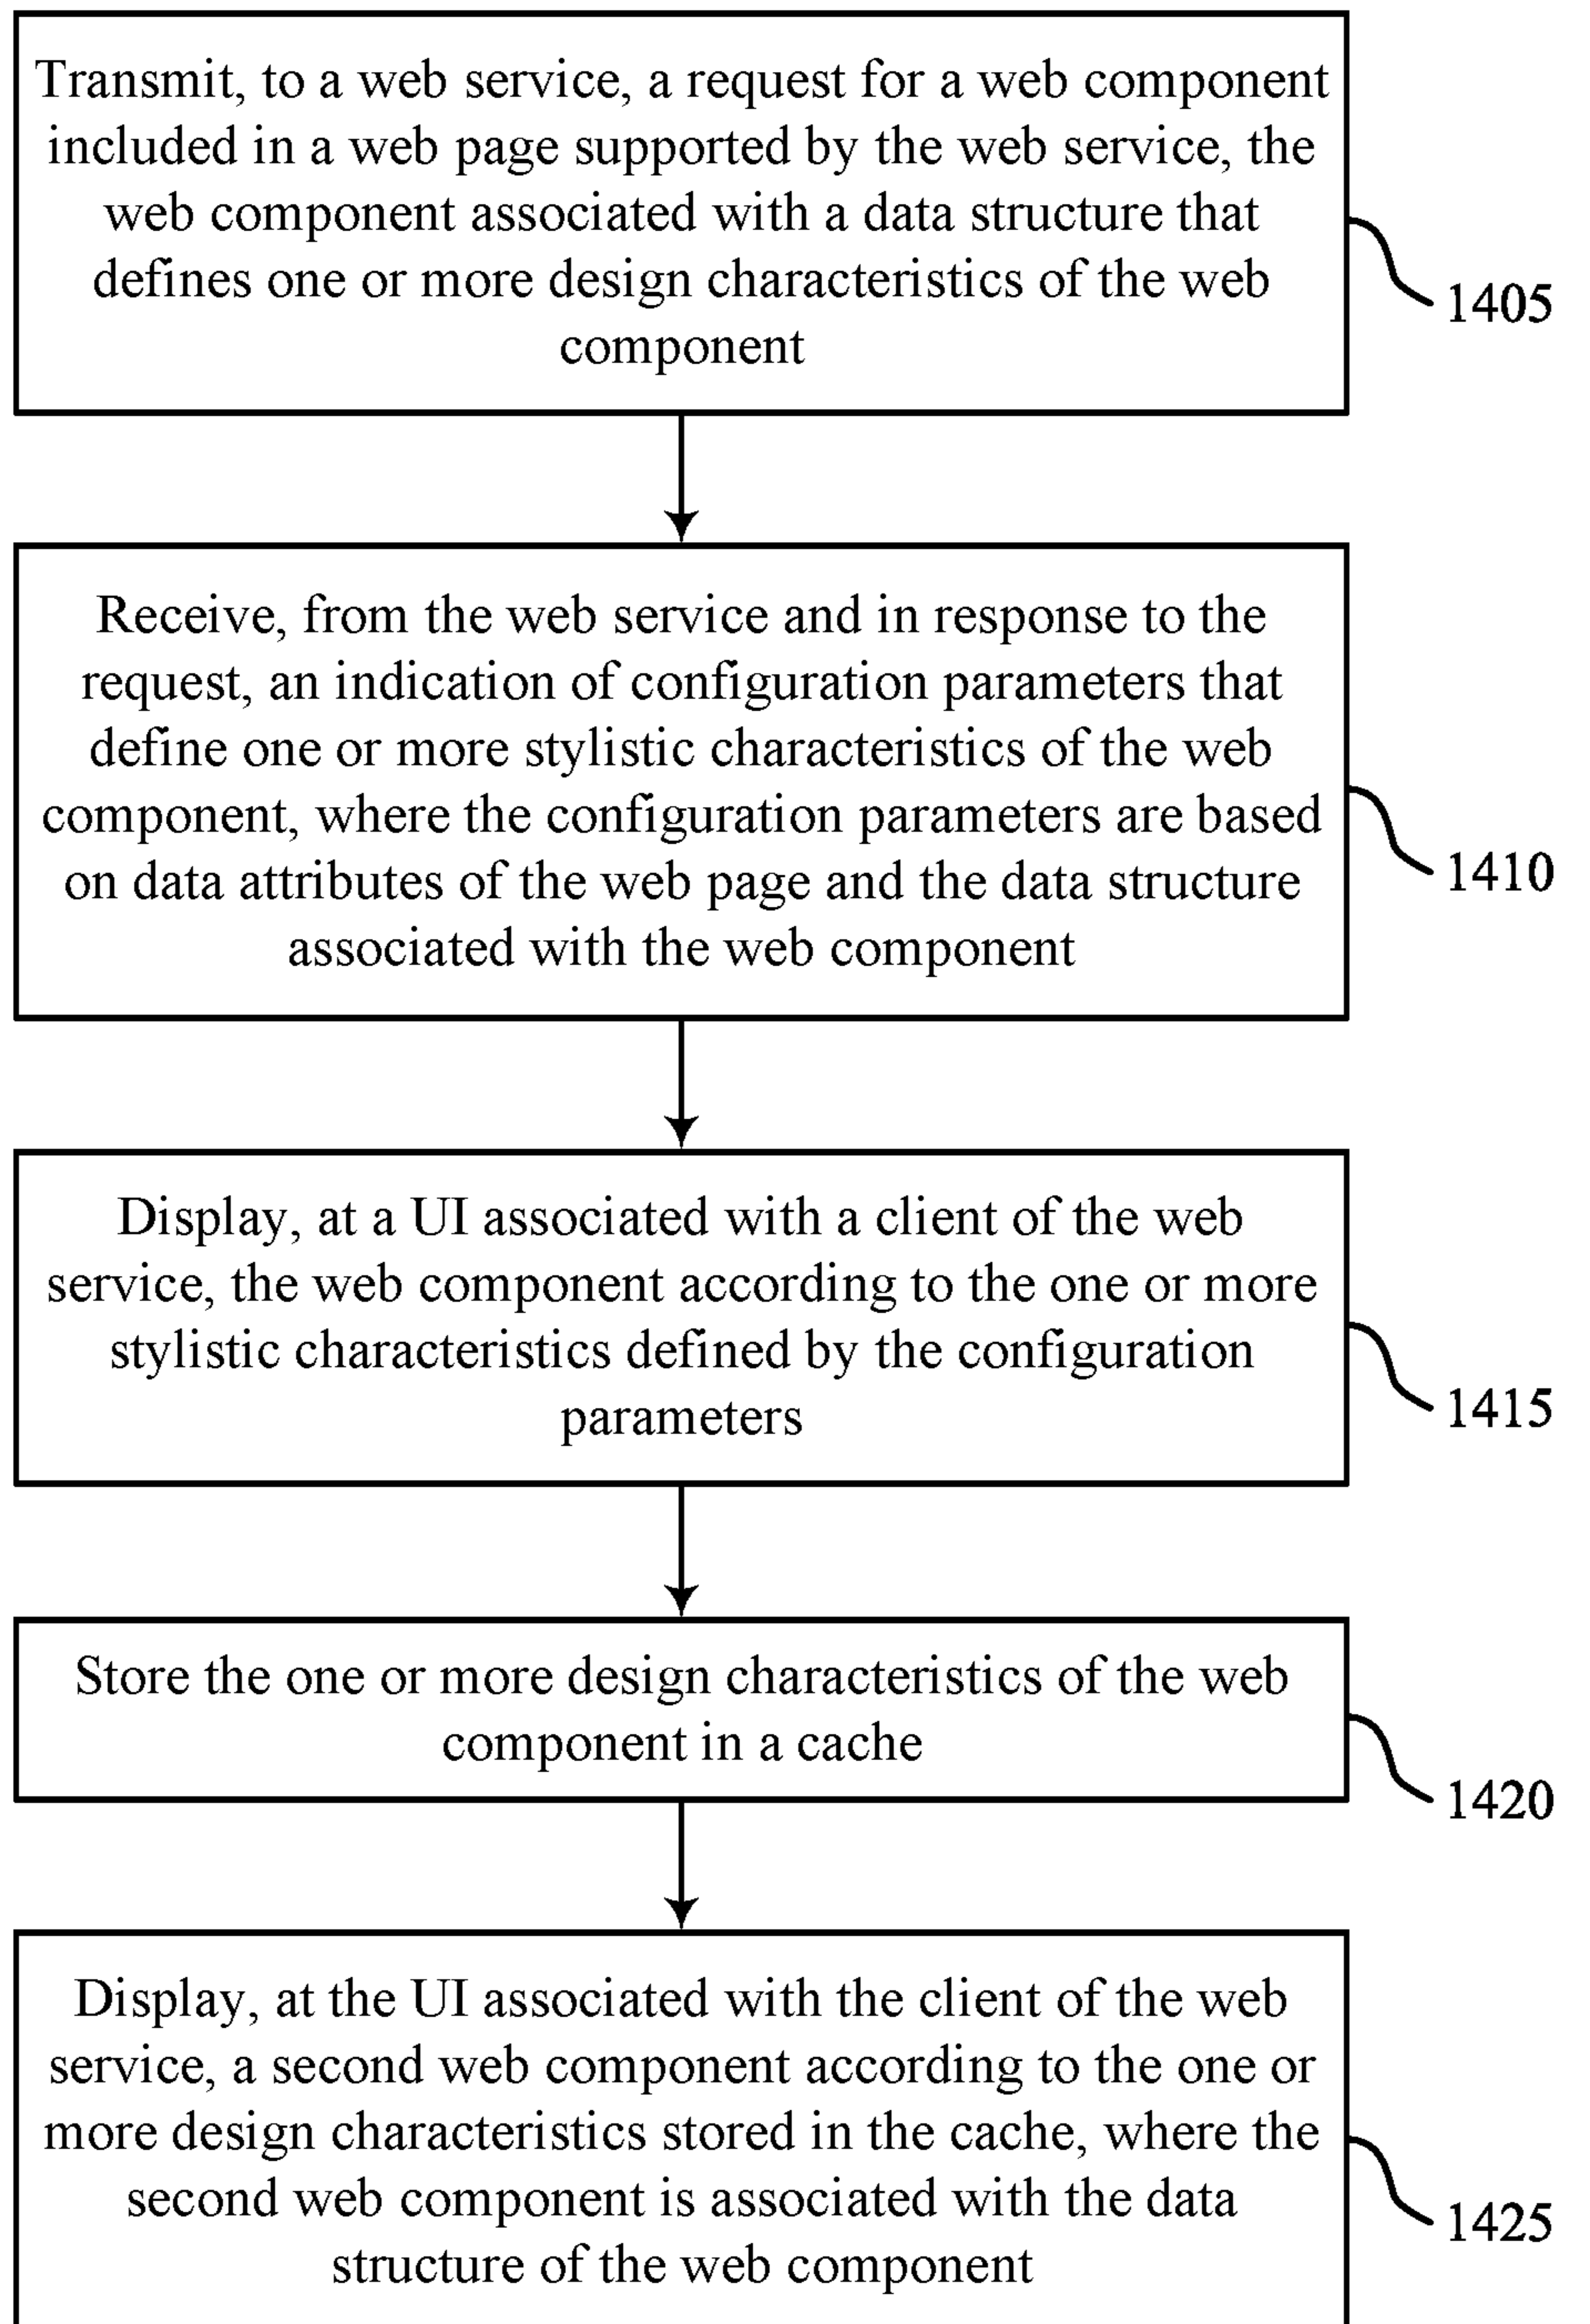 Transmit, to a web service, a request for a web component
included in a web page supported by the web service, the
web component associated with a data structure that
defines one or more design characteristics of the web
component
1405
Receive, from the web service and in response to the
request, an indication of configuration parameters that
define one or more stylistic characteristics of the web
component, where the configuration parameters are based
on data attributes of the web page and the data structure
associated with the web component
1410
Display, at a UI associated with a client of the web
service, the web component according to the one or more
stylistic characteristics defined by the configuration
parameters
1415
Store the one or more design characteristics of the web
component in a cache
1420
Display, at the UI associated with the client of the web
service, a second web component according to the one or
more design characteristics stored in the cache, where the
second web component is associated with the data
structure of the web component
1425